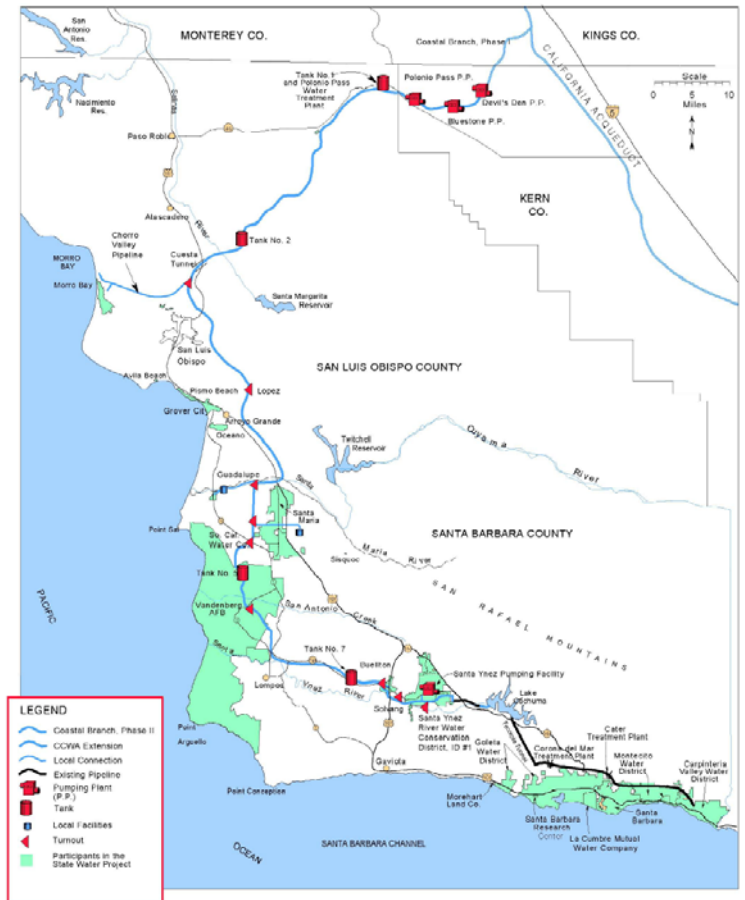 San
Antonio
Res.
MONTEREY CO.
Coastal Branch, Phase I
KINGS CO.
CALIFORNIA AQUEDUCT
Scale
0 5 10
Miles
N
5
Nacimiento
Res.
Salinas
River
Tank No. 1
and Polonio Pass
Water
Treatment
Plant
Polonio Pass P.P.
Devil's Den P.P.
Bluestone P.P.
Paso Robles
KERN
CO.
Atascadero
Tank No. 2
Chorro
Valley
Pipeline
Cuesta
Tunnel
MORRO
BAY
Morro Bay
Santa Margarita
Reservoir
San Luis
Obispo
SAN LUIS OBISPO COUNTY
Avila Beach
Pismo Beach
Lopez
Grover City
Arroyo Grande
Oceano
Twitchell
Reservoir
Cuyama
River
Guadalupe
Santa
Maria
River
Santa
Maria
SANTA BARBARA COUNTY
Point Sal
So. Cal
Water Co.
Sisquoc
Tank No. 5
SAN RAFAEL MOUNTAINS
PACIFIC
Vandenberg
AFB
San Antonio
Creek
Santa
Ynez
River
Tank No. 7
Buellton
Lompoc
Santa Ynez Pumping Facility
Solvang
Lake
Cachuma
Santa Ynez
River Water
Conservation
District, ID #1
Cater
Treatment Plant
Corona del Mar
Treatment Plant
Goleta
Water
District
Montecito
Water
District
Carpinteria
Valley Water
District
Point
Arguello
Gaviota
Point Conception
Morehart
Land Co.
Santa Barbara
Research
Center
Santa
Barbara
La Cumbre Mutual
Water Company
OCEAN
SANTA BARBARA CHANNEL
LEGEND
Coastal Branch, Phase II
CCWA Extension
Local Connection
Existing Pipeline
Pumping Plant
(P.P.)
Tank
Local Facilities
Turnout
Participants in the
State Water Project